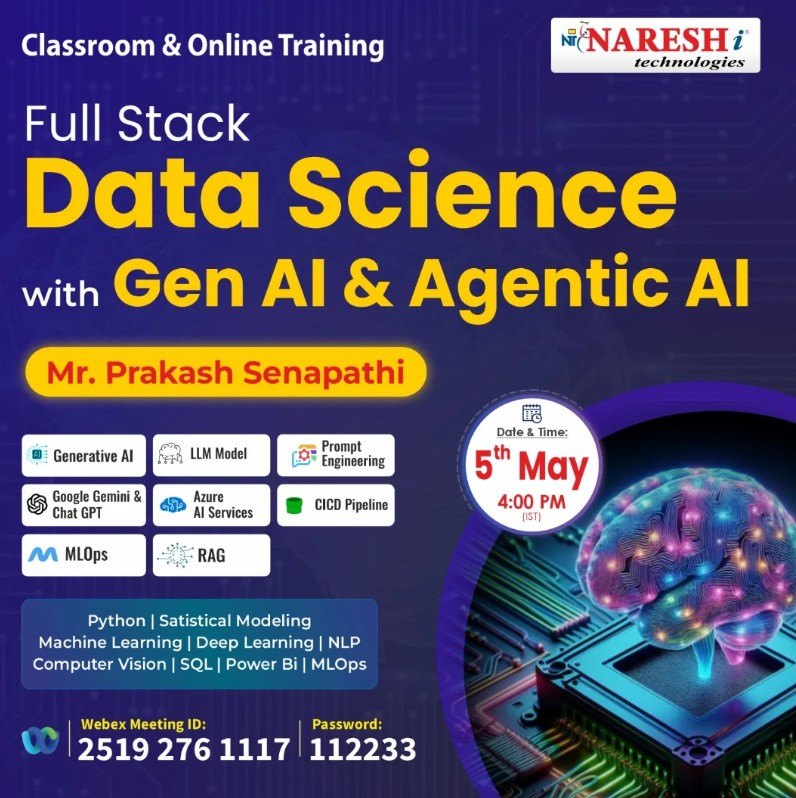 Classroom & Online Training
NARESH i
technologies
Full Stack
Data Science
with Gen AI & Agentic AI
Mr. Prakash Senapathi
Date & Time:
5th May
4:00 PM
(IST)
Generative AI
LLM Model
Prompt
Engineering
Google Gemini &
Chat GPT
Azure
AI Services
CICD Pipeline
MLOps
RAG
Python | Satistical Modeling
Machine Learning | Deep Learning | NLP
Computer Vision | SQL | Power Bi | MLOps
Webex Meeting ID:
2519 276 1117
Password:
112233